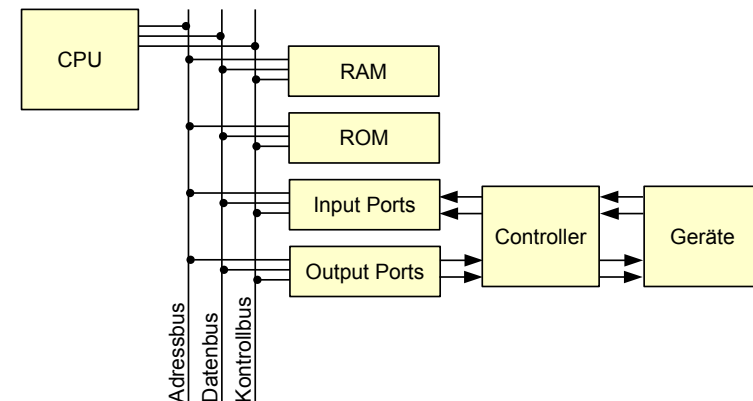 CPU
RAM
ROM
Input Ports
Controller
Geräte
Output Ports
Adressbus
Datenbus
Kontrollbus